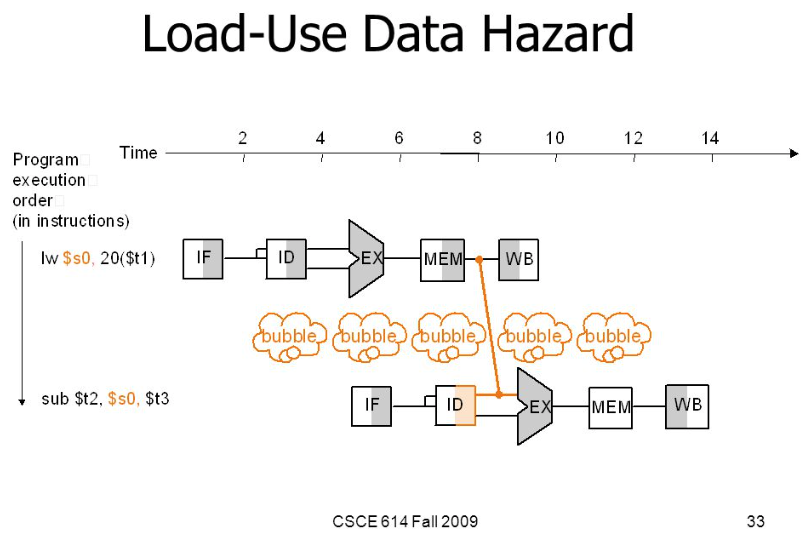 Load-Use Data Hazard
2 4 6 8 10 12 14
Time
Program
execution
order
(in instructions)
lw $s0, 20($t1)
IF ID EX MEM WB
bubble bubble bubble bubble bubble
sub $t2, $s0, $t3
IF ID EX MEM WB
CSCE 614 Fall 2009
33